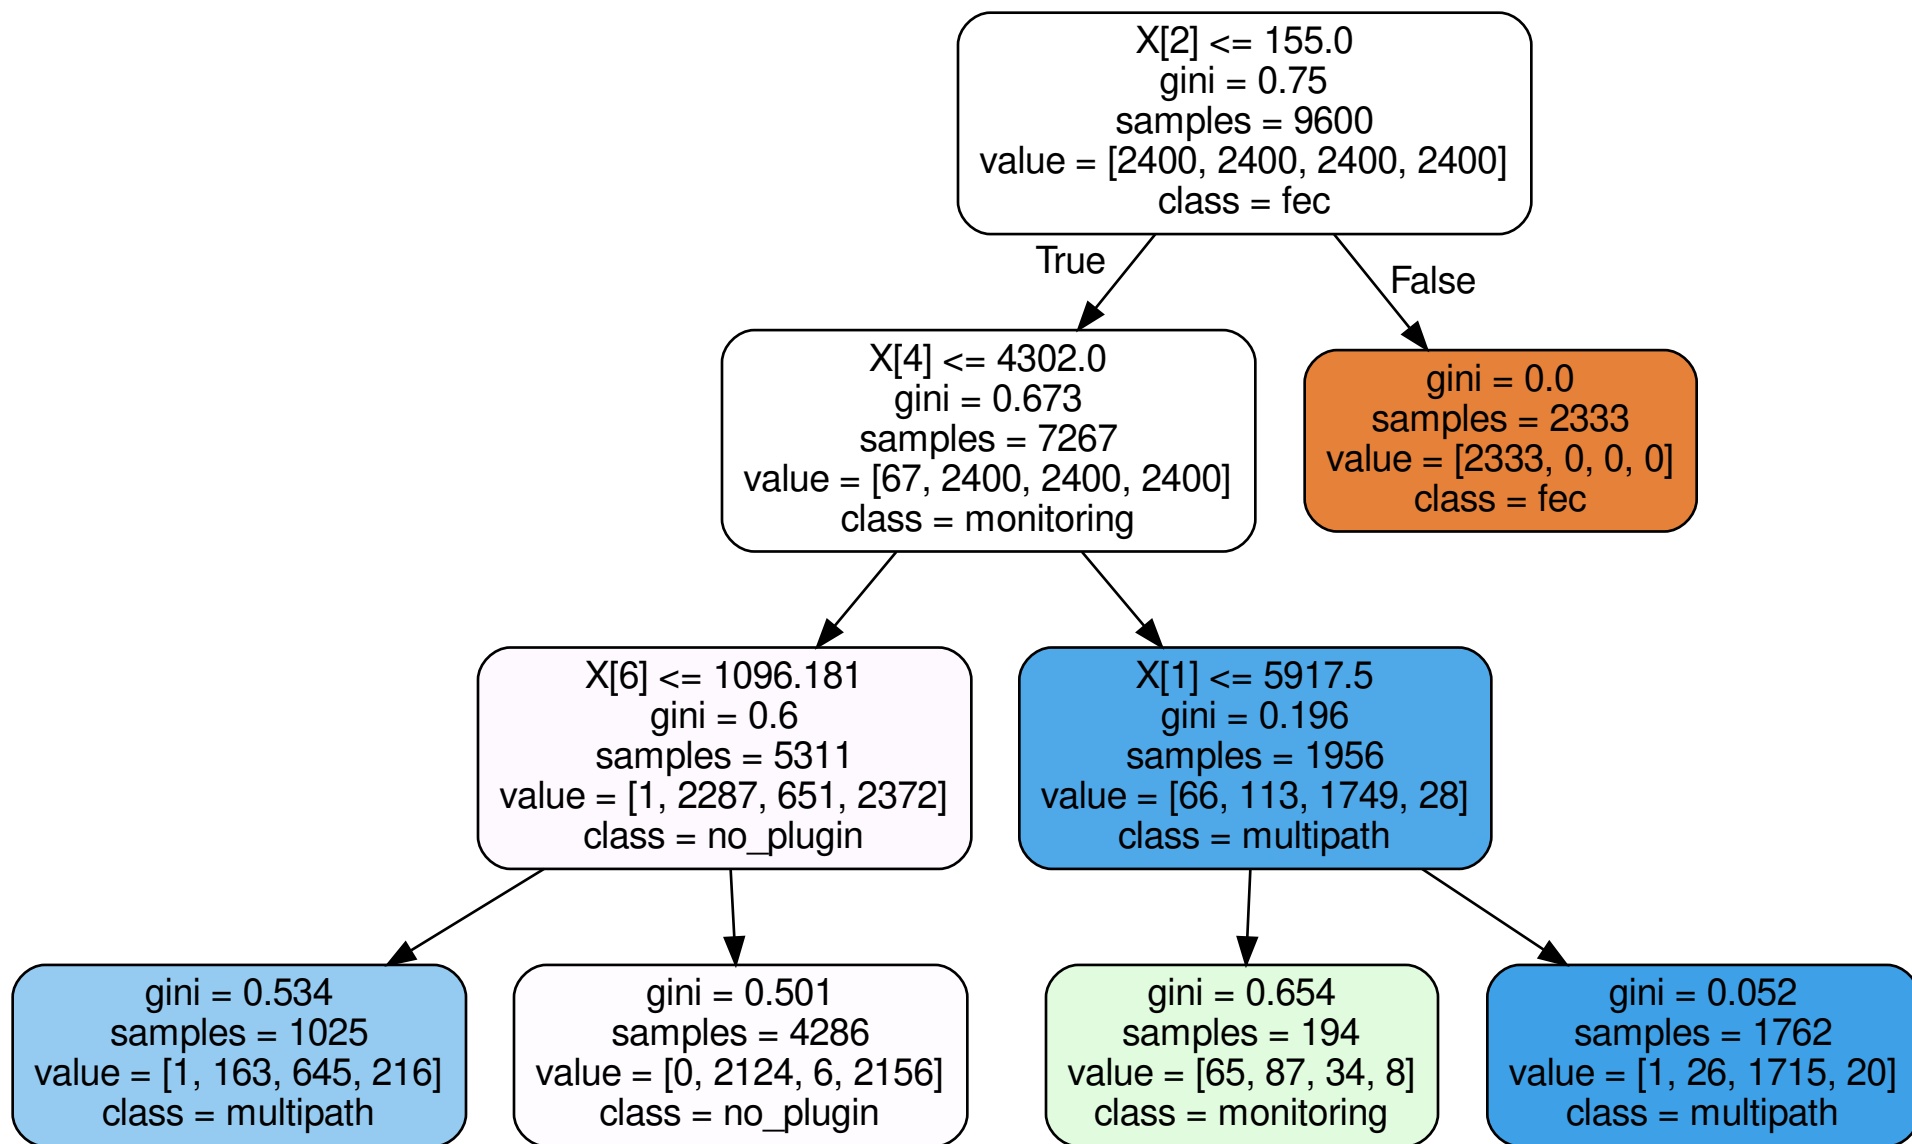 X[2] <= 155.0
gini = 0.75
samples = 9600
value = [2400, 2400, 2400, 2400]
class = fec
True
False
X[4] <= 4302.0
gini = 0.673
samples = 7267
value = [67, 2400, 2400, 2400]
class = monitoring
gini = 0.0
samples = 2333
value = [2333, 0, 0, 0]
class = fec
X[6] <= 1096.181
gini = 0.6
samples = 5311
value = [1, 2287, 651, 2372]
class = no_plugin
X[1] <= 5917.5
gini = 0.196
samples = 1956
value = [66, 113, 1749, 28]
class = multipath
gini = 0.534
samples = 1025
value = [1, 163, 645, 216]
class = multipath
gini = 0.501
samples = 4286
value = [0, 2124, 6, 2156]
class = no_plugin
gini = 0.654
samples = 194
value = [65, 87, 34, 8]
class = monitoring
gini = 0.052
samples = 1762
value = [1, 26, 1715, 20]
class = multipath